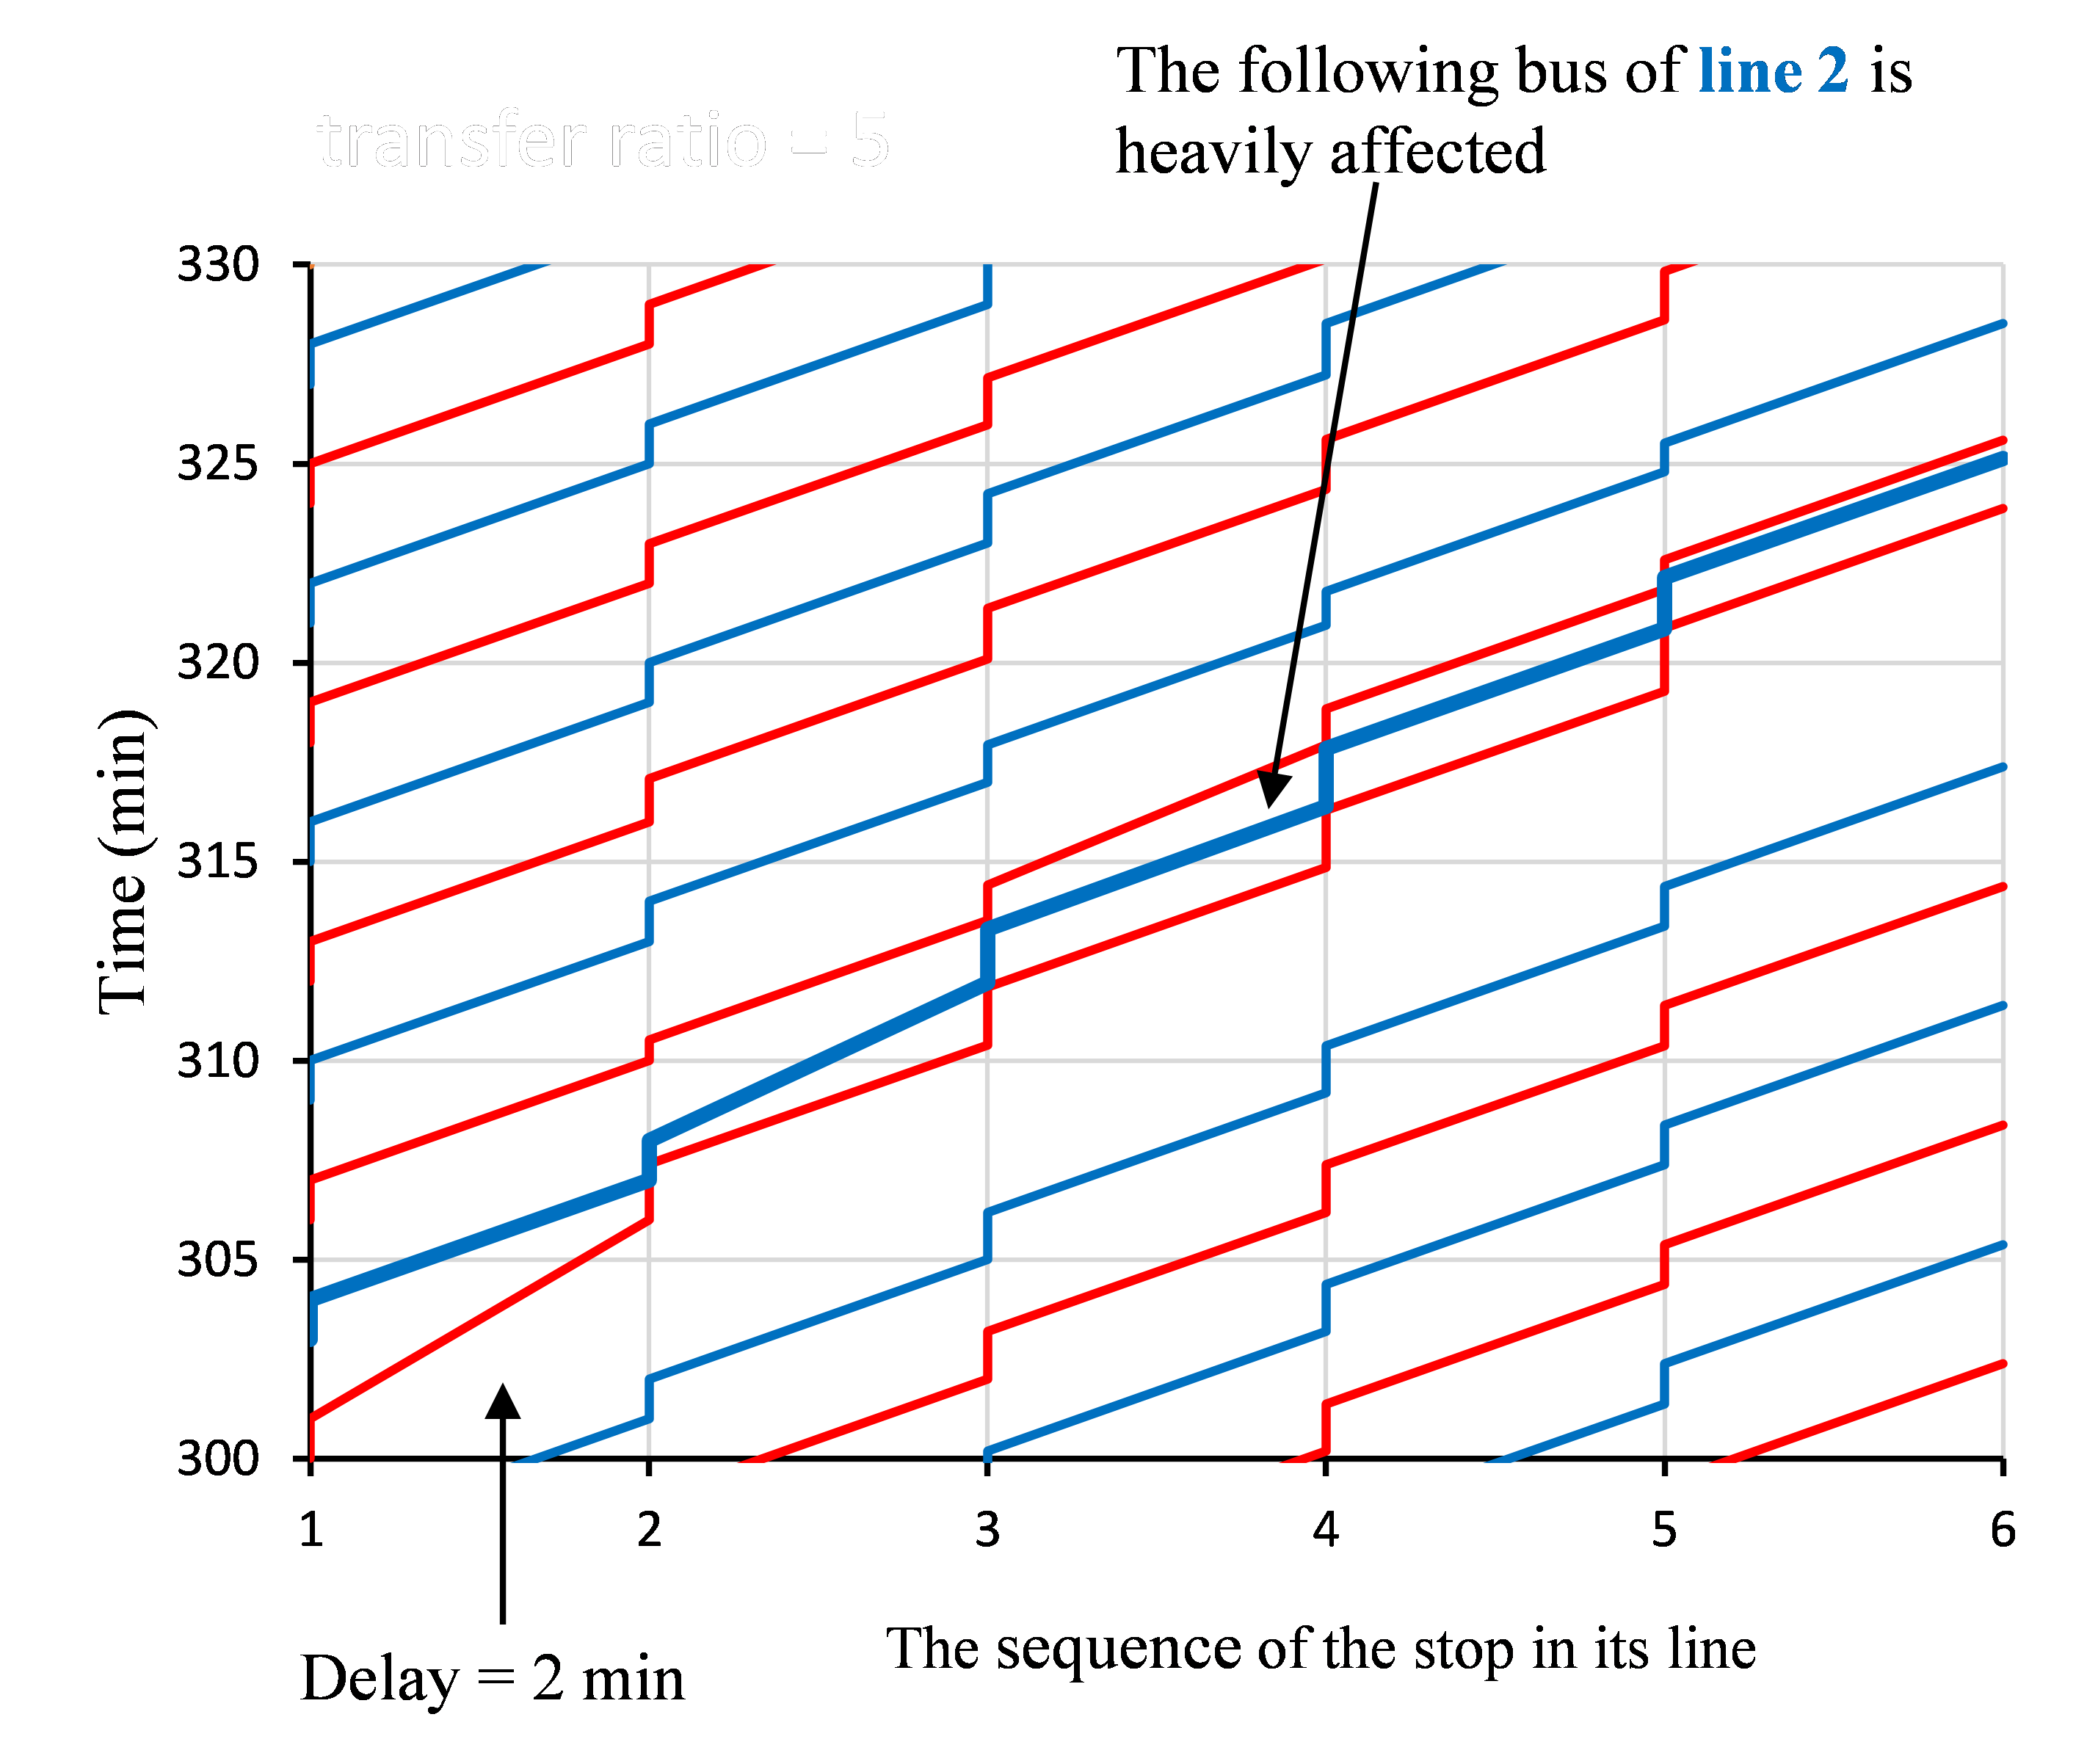 The following bus of line 2 is
heavily affected
transfer ratio = 5
330
325
320
315
310
305
300
Time (min)
1 2 3 4 5 6
The sequence of the stop in its line
Delay = 2 min